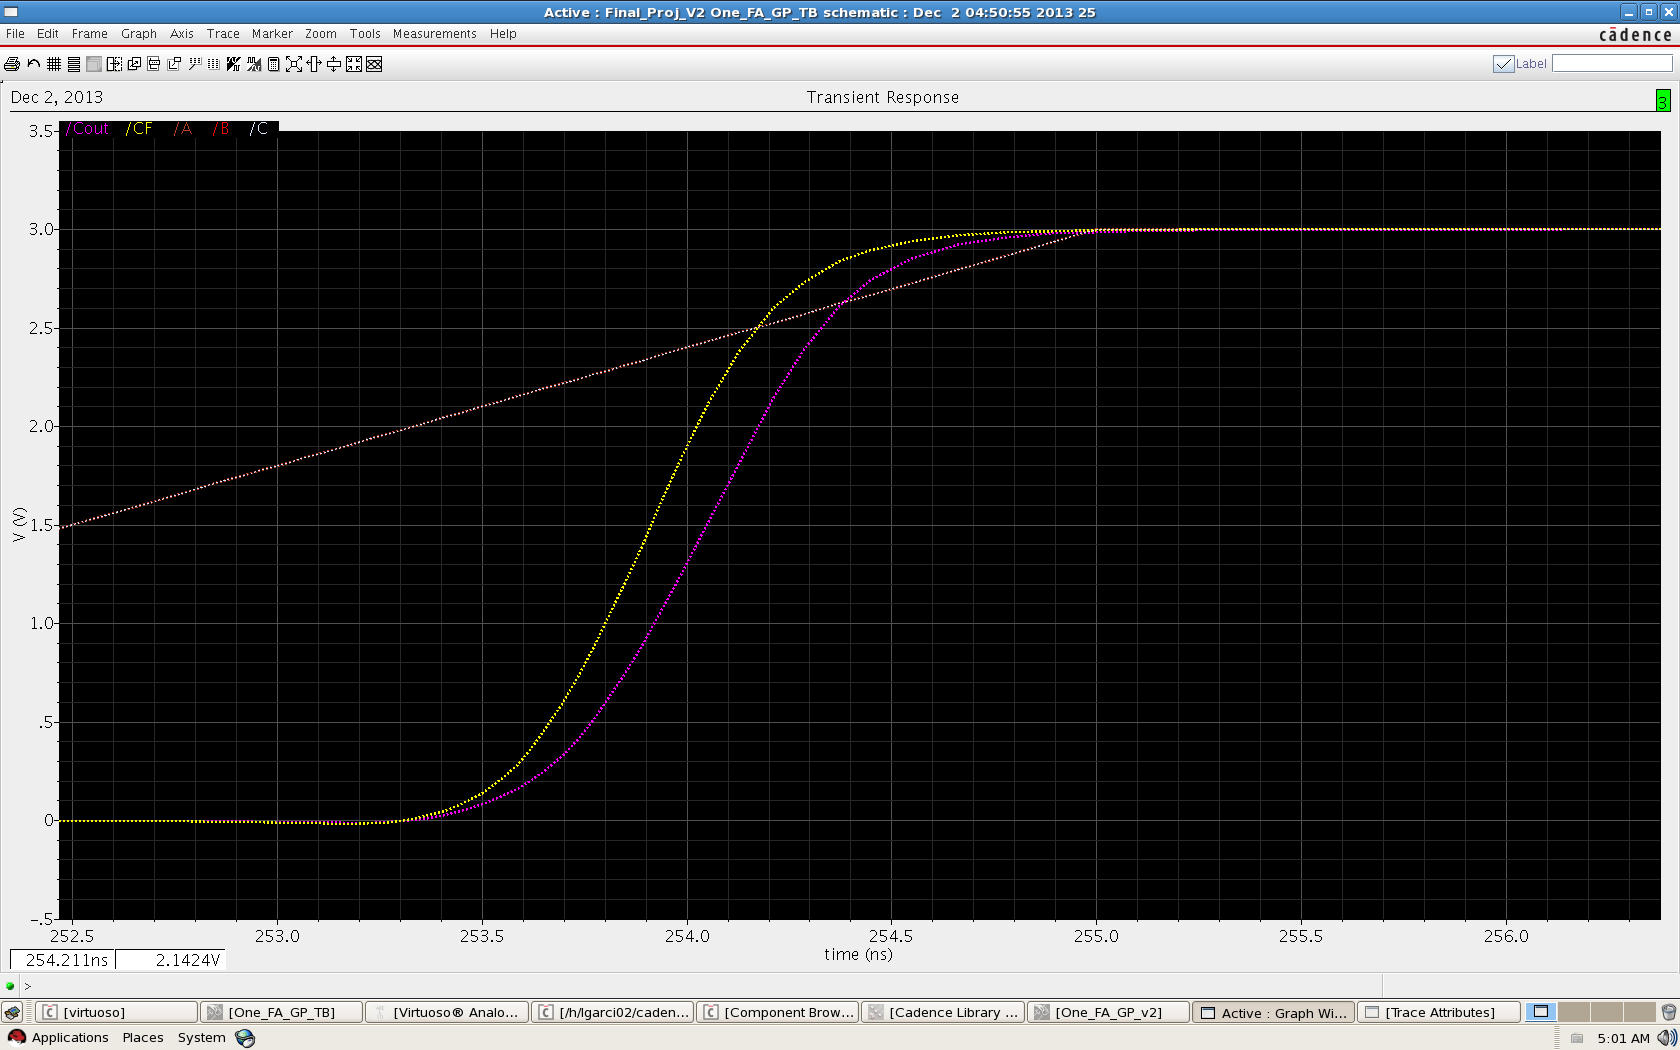 Active : Final_Proj_V2 One_FA_GP_TB schematic : Dec  2 04:50:55 2013 25
File Edit Frame Graph Axis Trace Marker Zoom Tools Measurements Help
cādence
Label
Dec 2, 2013
Transient Response
3
/Cout /CF /A /B /C
3.5
3.0
2.5
2.0
1.5
1.0
.5
0
-.5
V (V)
252.5 253.0 253.5 254.0 254.5 255.0 255.5 256.0
time (ns)
254.211ns 2.1424V
>
[virtuoso] [One_FA_GP_TB] [Virtuoso® Analo... [/h/lgarci02/caden... [Component Brow... [Cadence Library ... [One_FA_GP_v2] Active : Graph Wi... [Trace Attributes]
Applications Places System 5:01 AM